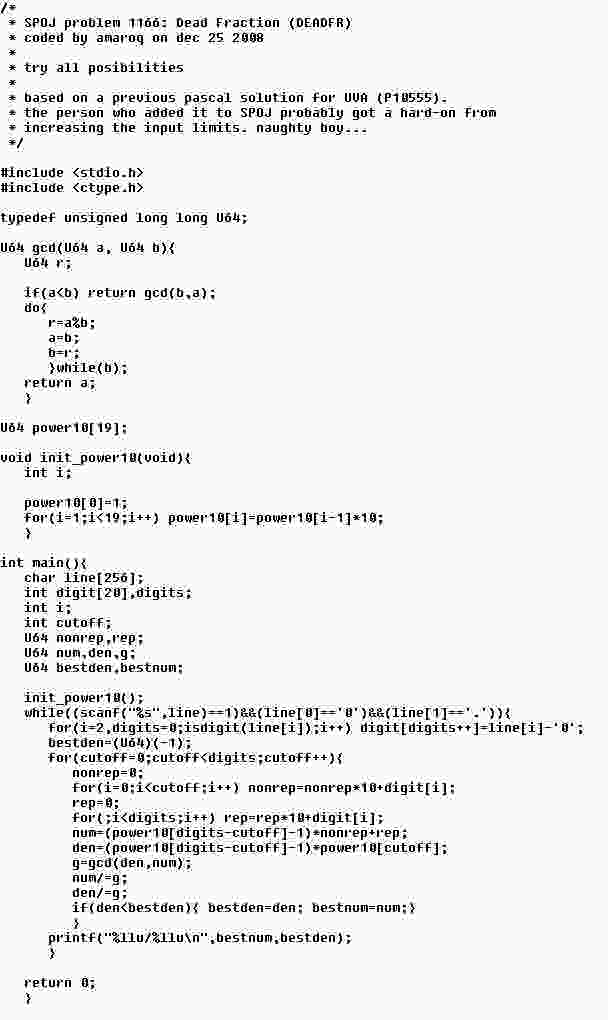 /*
 * SPOJ problem 1166: Dead Fraction (DEADFR)
 * coded by amaroq on dec 25 2008
 *
 * try all posibilities
 *
 * based on a previous pascal solution for UVA (P10555).
 * the person who added it to SPOJ probably got a hard-on from
 * increasing the input limits. naughty boy...
 */

#include <stdio.h>
#include <ctype.h>

typedef unsigned long long U64;

U64 gcd(U64 a, U64 b){
   U64 r;

   if(a<b) return gcd(b,a);
   do{
      r=a%b;
      a=b;
      b=r;
      }while(b);
   return a;
   }

U64 power10[19];

void init_power10(void){
   int i;

   power10[0]=1;
   for(i=1;i<19;i++) power10[i]=power10[i-1]*10;
   }

int main(){
   char line[256];
   int digit[20],digits;
   int i;
   int cutoff;
   U64 nonrep,rep;
   U64 num,den,g;
   U64 bestden,bestnum;

   init_power10();
   while((scanf("%s",line)==1)&&(line[0]=='0')&&(line[1]=='.')){
      for(i=2,digits=0;isdigit(line[i]);i++) digit[digits++]=line[i]-'0';
      bestden=(U64)(-1);
      for(cutoff=0;cutoff<digits;cutoff++){
         nonrep=0;
         for(i=0;i<cutoff;i++) nonrep=nonrep*10+digit[i];
         rep=0;
         for(;i<digits;i++) rep=rep*10+digit[i];
         num=(power10[digits-cutoff]-1)*nonrep+rep;
         den=(power10[digits-cutoff]-1)*power10[cutoff];
         g=gcd(den,num);
         num/=g;
         den/=g;
         if(den<bestden){ bestden=den; bestnum=num;}
         }
      printf("%llu/%llu\n",bestnum,bestden);
      }

   return 0;
   }